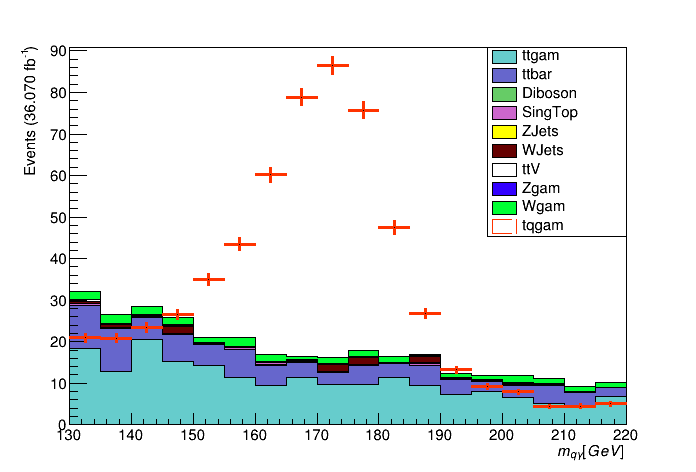 Events (36.070 fb⁻¹)
90
80
70
60
50
40
30
20
10
0
130 140 150 160 170 180 190 200 210 220
m_qγ[GeV]
ttgam
ttbar
Diboson
SingTop
ZJets
WJets
ttV
Zgam
Wgam
tqgam